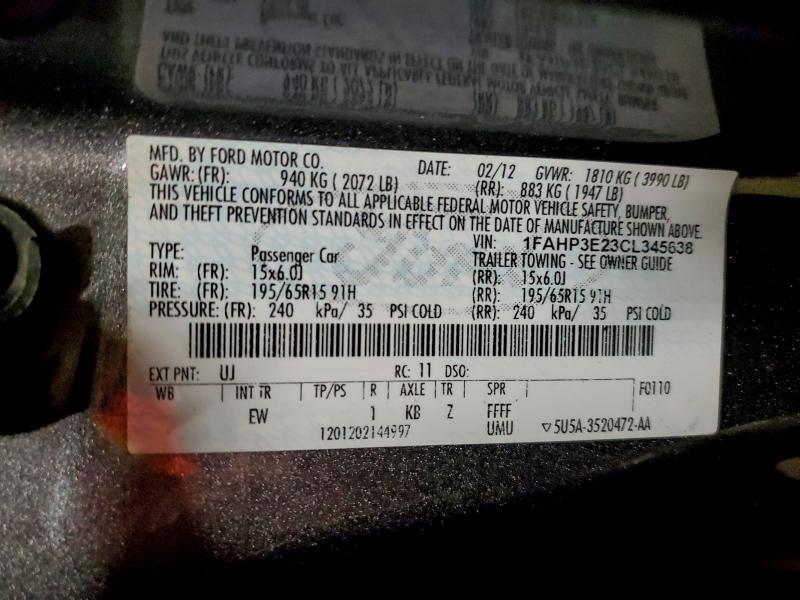 MFD. BY FORD MOTOR CO. DATE: 02/12 GVWR: 1810 KG ( 3990 LB)
GAWR: (FR): 940 KG ( 2072 LB) (RR): 883 KG ( 1947 LB)
THIS VEHICLE CONFORMS TO ALL APPLICABLE FEDERAL MOTOR VEHICLE SAFETY, BUMPER,
AND THEFT PREVENTION STANDARDS IN EFFECT ON THE DATE OF MANUFACTURE SHOWN ABOVE.
VIN: 1FAHP3E23CL345638
TYPE: Passenger Car TRAILER TOWING - SEE OWNER GUIDE
RIM: (FR): 15x6.0J (RR): 15x6.0J
TIRE: (FR): 195/65R15 91H (RR): 195/65R15 91H
PRESSURE: (FR): 240 kPa/ 35 PSI COLD (RR): 240 kPa/ 35 PSI COLD
EXT PNT: UJ RC: 11 DSO:
WB INT TR TP/PS R AXLE TR SPR F0110
EW 1 KB Z FFFF
1201202144997 UMU ▽5U5A-3520472-AA